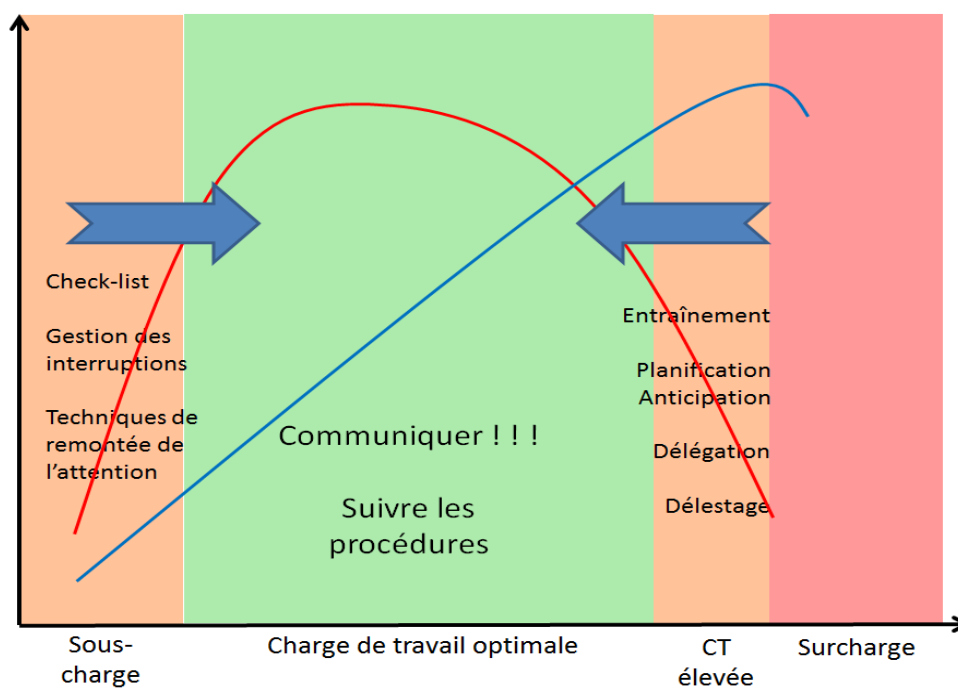 Check-list
Gestion des
interruptions
Techniques de
remontée de
l’attention
Communiquer ! ! !
Suivre les
procédures
Entraînement
Planification
Anticipation
Délégation
Délestage
Sous-
charge
Charge de travail optimale
CT
élevée
Surcharge